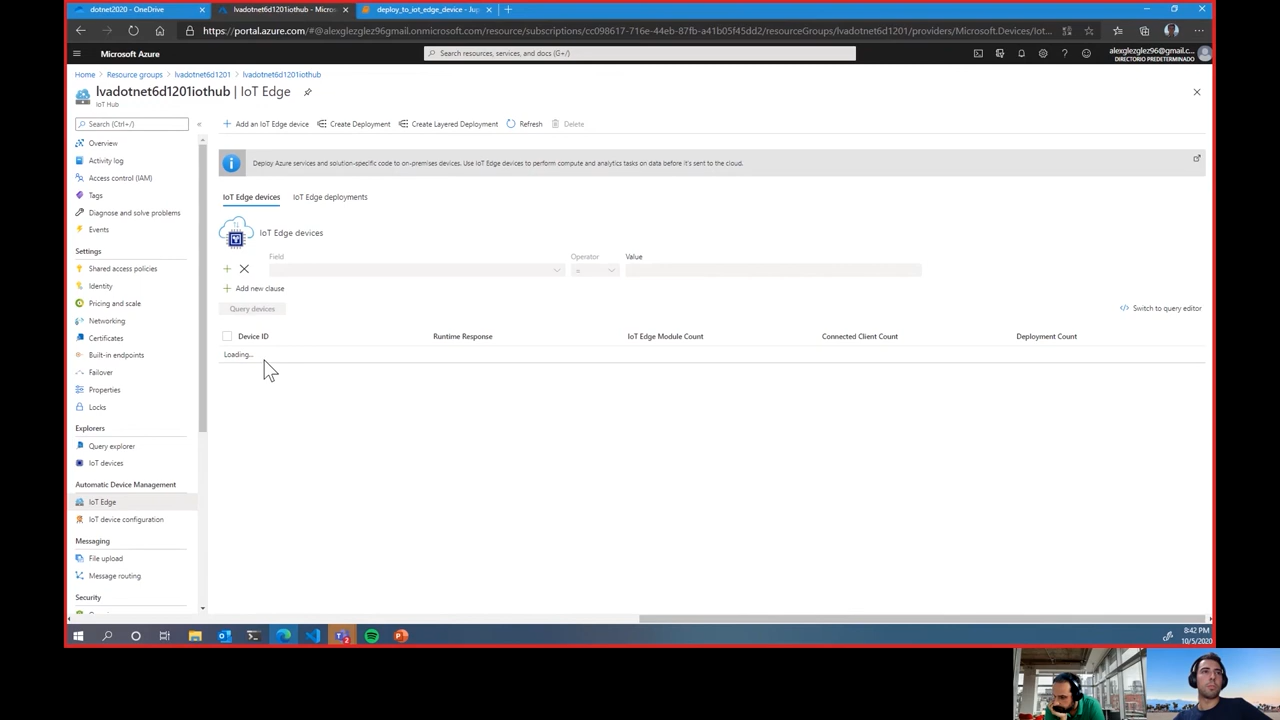 dotnet2020 - OneDrive
lvadotnet6d1201iothub - Micros
deploy_to_iot_edge_device - Jup
https://portal.azure.com/#@alexglezglez96gmail.onmicrosoft.com/resource/subscriptions/cc098617-716e-44eb-87fb-a41b05f45dd2/resourceGroups/lvadotnet6d1201/providers/Microsoft.Devices/Iot...
Microsoft Azure
Search resources, services, and docs (G+/)
alexglezglez96@gmail.c...
DIRECTORIO PREDETERMINADO
Home > Resource groups > lvadotnet6d1201 > lvadotnet6d1201iothub
lvadotnet6d1201iothub | IoT Edge
IoT Hub
Search (Ctrl+/)
Overview
Activity log
Access control (IAM)
Tags
Diagnose and solve problems
Events
Settings
Shared access policies
Identity
Pricing and scale
Networking
Certificates
Built-in endpoints
Failover
Properties
Locks
Explorers
Query explorer
IoT devices
Automatic Device Management
IoT Edge
IoT device configuration
Messaging
File upload
Message routing
Security
Add an IoT Edge device
Create Deployment
Create Layered Deployment
Refresh
Delete
Deploy Azure services and solution-specific code to on-premises devices. Use IoT Edge devices to perform compute and analytics tasks on data before it's sent to the cloud.
IoT Edge devices
IoT Edge deployments
IoT Edge devices
Field
Operator
Value
=
Add new clause
Query devices
Switch to query editor
Device ID
Runtime Response
IoT Edge Module Count
Connected Client Count
Deployment Count
Loading...
8:42 PM
10/5/2020